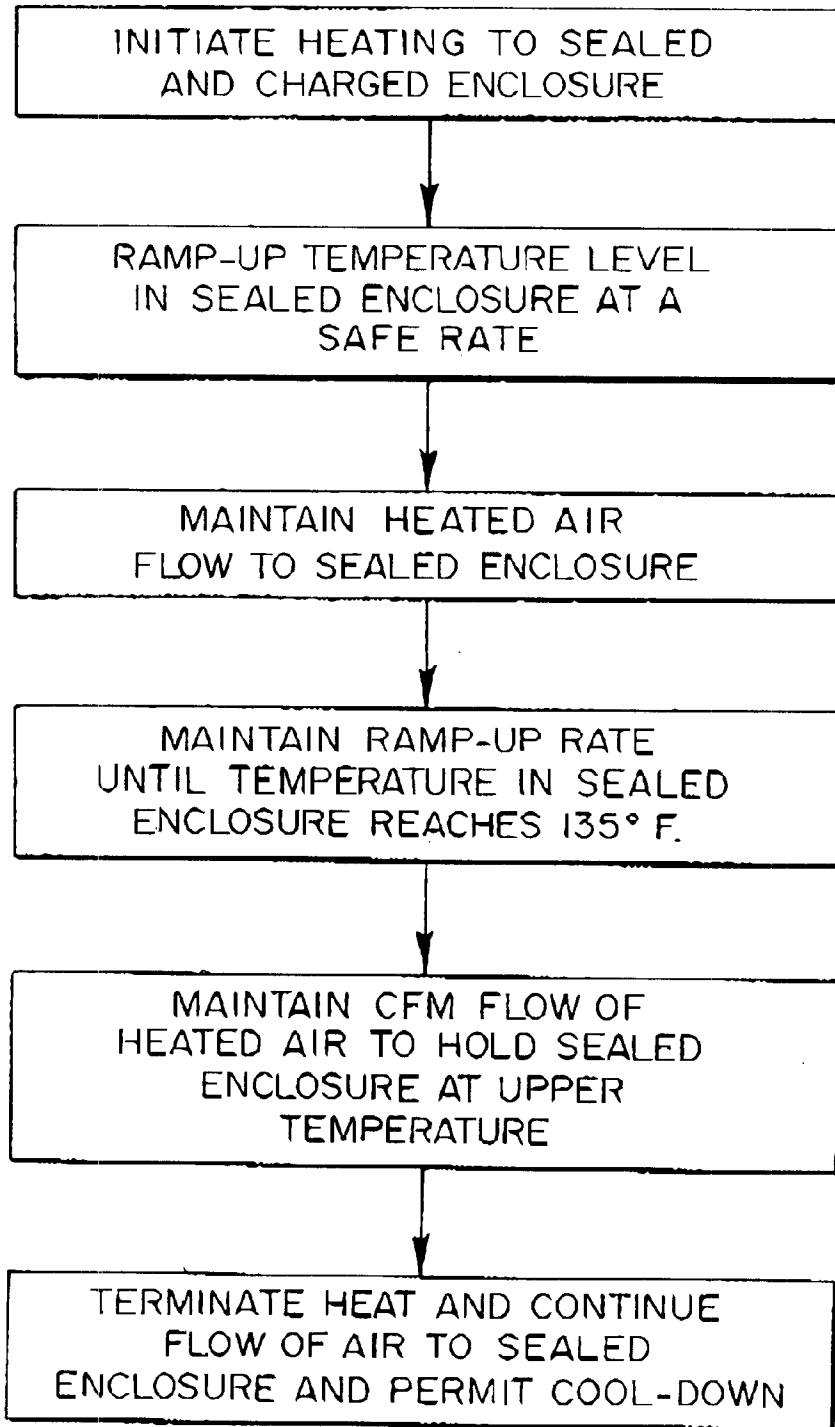 INITIATE HEATING TO SEALED
AND CHARGED ENCLOSURE
RAMP-UP TEMPERATURE LEVEL
IN SEALED ENCLOSURE AT A
SAFE RATE
MAINTAIN HEATED AIR
FLOW TO SEALED ENCLOSURE
MAINTAIN RAMP-UP RATE
UNTIL TEMPERATURE IN SEALED
ENCLOSURE REACHES 135° F.
MAINTAIN CFM FLOW OF
HEATED AIR TO HOLD SEALED
ENCLOSURE AT UPPER
TEMPERATURE
TERMINATE HEAT AND CONTINUE
FLOW OF AIR TO SEALED
ENCLOSURE AND PERMIT COOL-DOWN